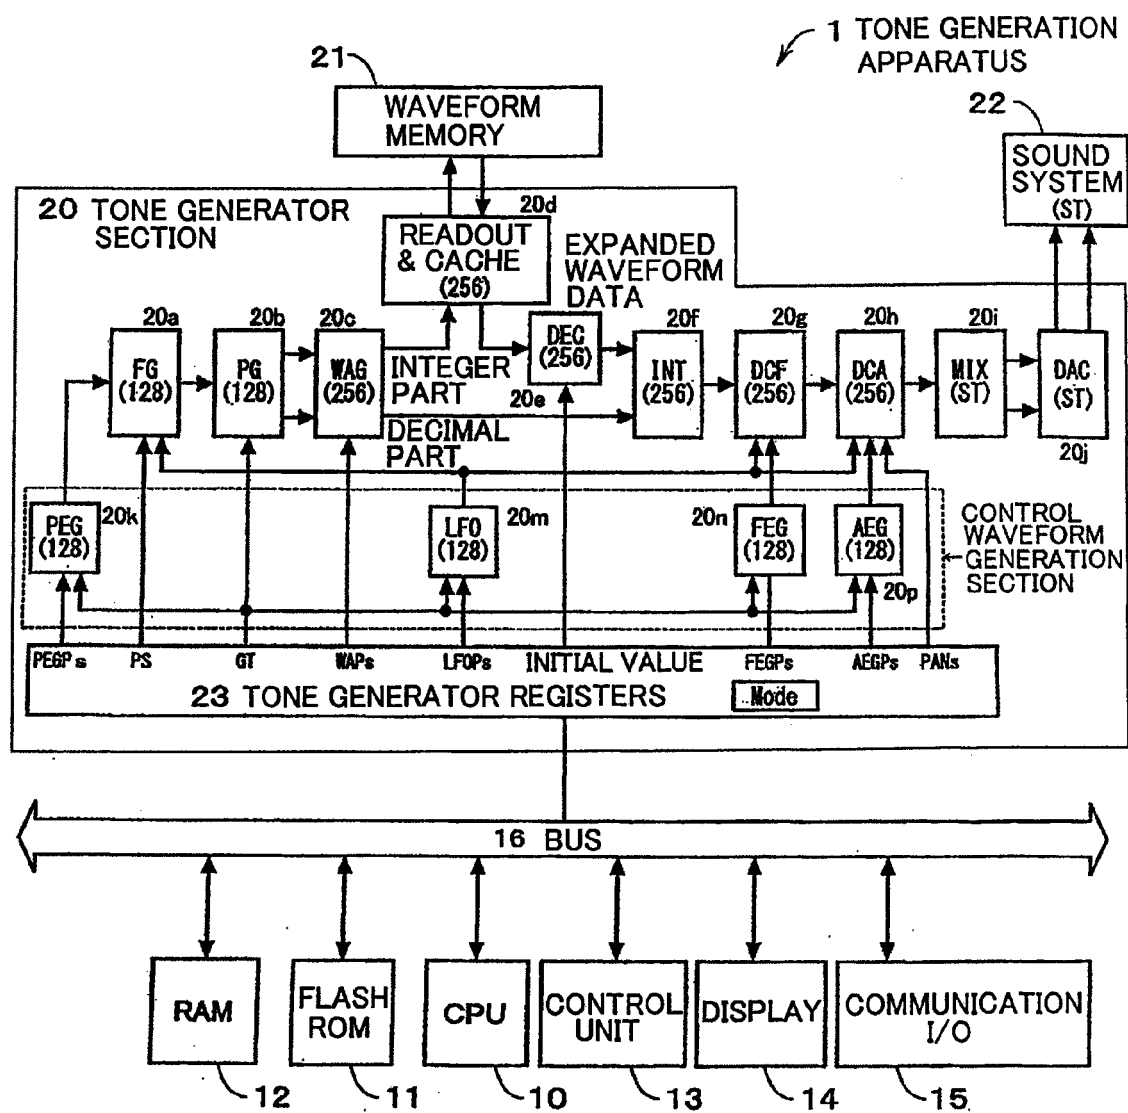 1 TONE GENERATION
APPARATUS
21
WAVEFORM
MEMORY
22
SOUND
SYSTEM
(ST)
20 TONE GENERATOR
SECTION
20d
READOUT
& CACHE
(256)
EXPANDED
WAVEFORM
DATA
20a
FG
(128)
20b
PG
(128)
20c
WAG
(256)
INTEGER
PART
DECIMAL
PART
DEC
(256)
20e
20f
INT
(256)
20g
DCF
(256)
20h
DCA
(256)
20i
MIX
(ST)
DAC
(ST)
20j
PEG
(128)
20k
LFO
(128)
20m
20n
FEG
(128)
AEG
(128)
20p
CONTROL
WAVEFORM
GENERATION
SECTION
PEGPs PS GT WAPs LFOPs INITIAL VALUE FEGPs AEGPs PANs
23 TONE GENERATOR REGISTERS
Mode
16 BUS
RAM
FLASH
ROM
CPU
CONTROL
UNIT
DISPLAY
COMMUNICATION
I/O
12 11 10 13 14 15